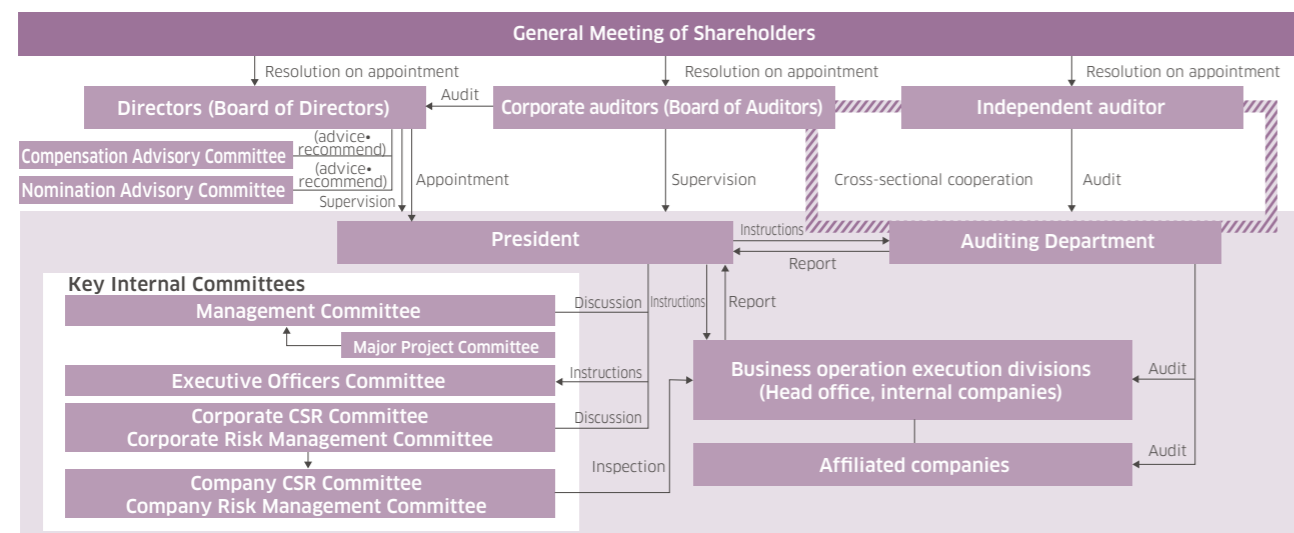 General Meeting of Shareholders
Resolution on appointment
Resolution on appointment
Resolution on appointment
Directors (Board of Directors)
Audit
Corporate auditors (Board of Auditors)
Independent auditor
(advice•
recommend)
Compensation Advisory Committee
(advice•
recommend)
Nomination Advisory Committee
Supervision
Appointment
Supervision
Cross-sectional cooperation
Audit
President
Instructions
Report
Auditing Department
Key Internal Committees
Management Committee
Discussion
Instructions
Report
Major Project Committee
Executive Officers Committee
Instructions
Business operation execution divisions
(Head office, internal companies)
Audit
Corporate CSR Committee
Corporate Risk Management Committee
Discussion
Inspection
Affiliated companies
Audit
Company CSR Committee
Company Risk Management Committee